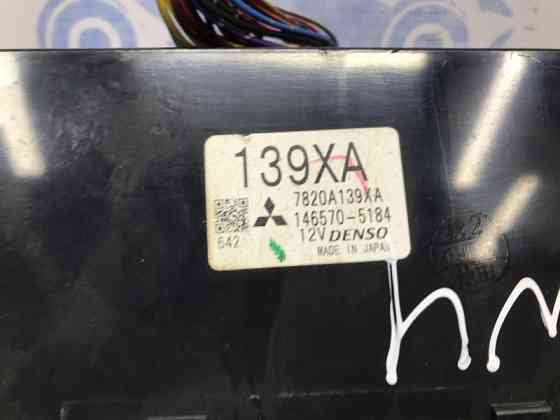 139XA
7820A139XA
146570-5184
642
12V DENSO
MADE IN JAPAN